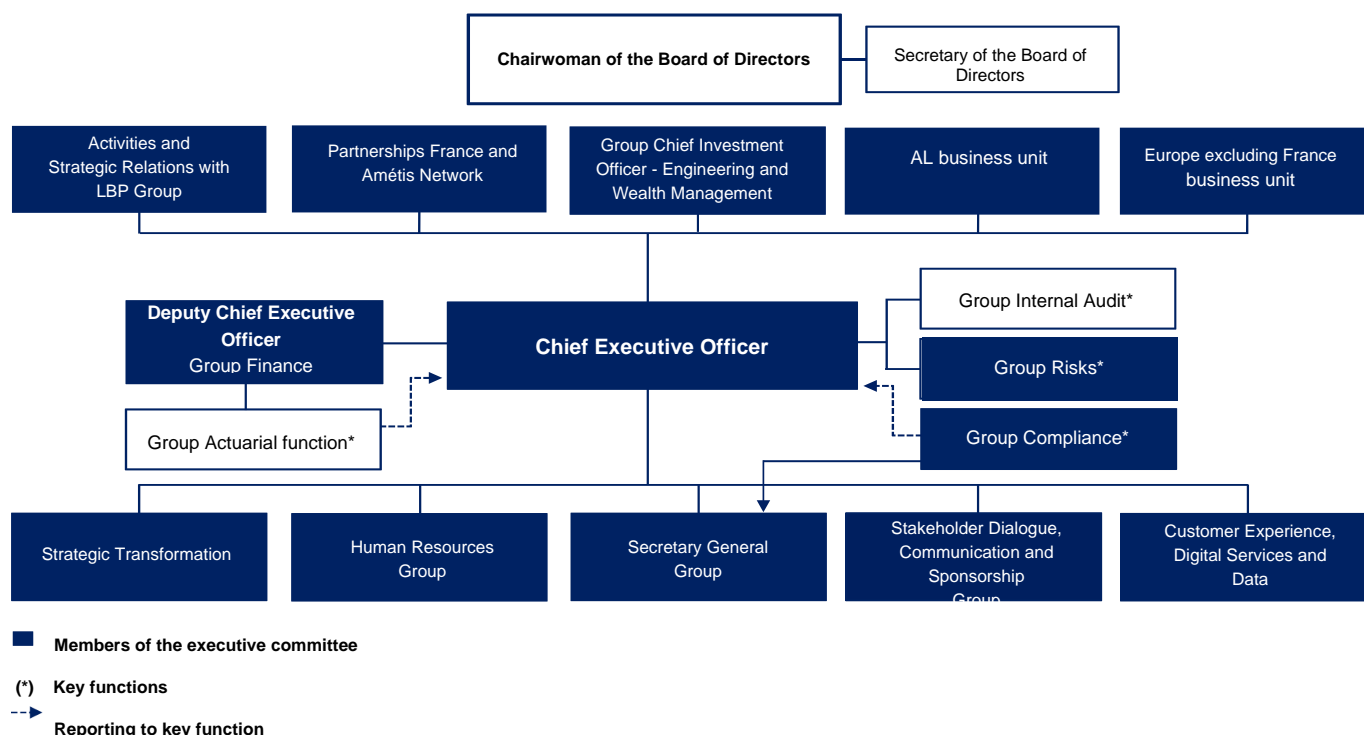 Chairwoman of the Board of Directors
Secretary of the Board of
Directors
Activities and
Strategic Relations with
LBP Group
Partnerships France and
Amétis Network
Group Chief Investment
Officer - Engineering and
Wealth Management
AL business unit
Europe excluding France
business unit
Deputy Chief Executive
Officer
Group Finance
Chief Executive Officer
Group Internal Audit*
Group Risks*
Group Actuarial function*
Group Compliance*
Strategic Transformation
Human Resources
Group
Secretary General
Group
Stakeholder Dialogue,
Communication and
Sponsorship
Group
Customer Experience,
Digital Services and
Data
Members of the executive committee
(*) Key functions
Reporting to key function